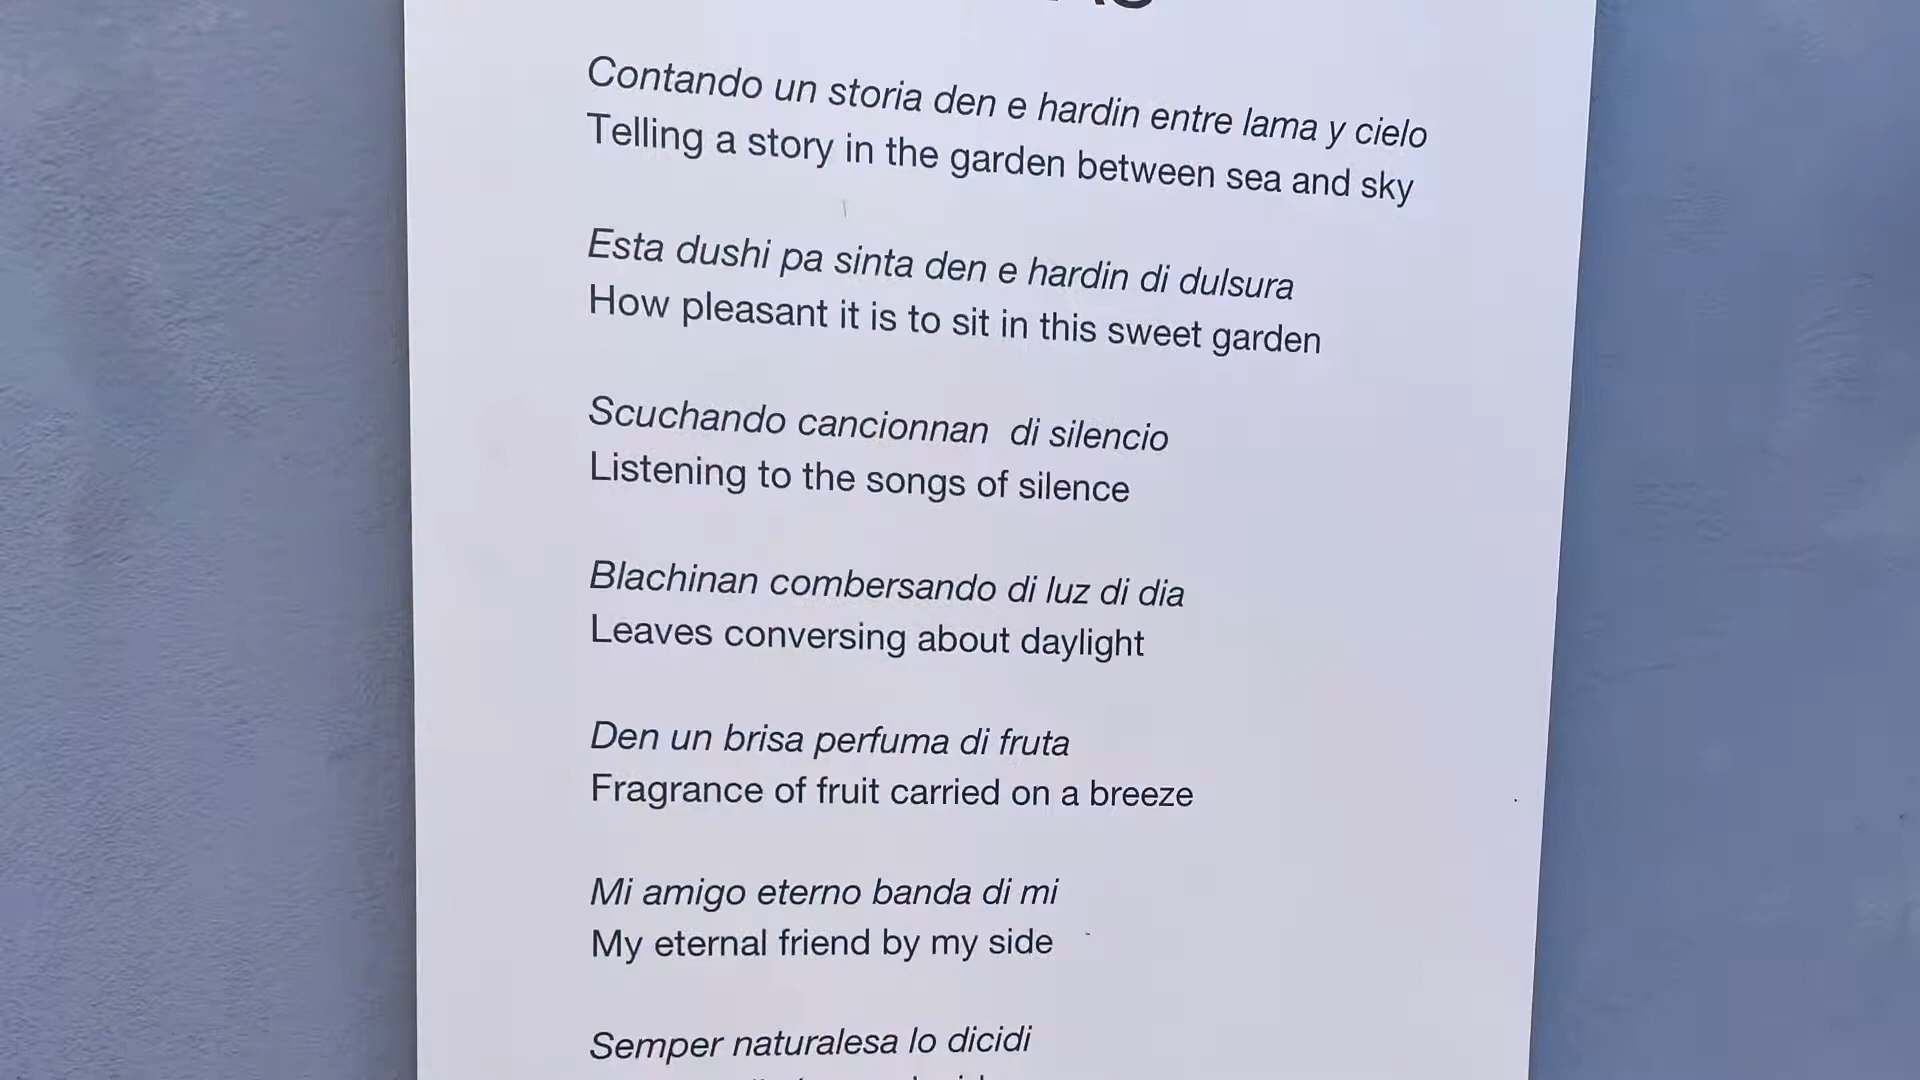 Contando un storia den e hardin entre lama y cielo
Telling a story in the garden between sea and sky
Esta dushi pa sinta den e hardin di dulsura
How pleasant it is to sit in this sweet garden
Scuchando cancionnan di silencio
Listening to the songs of silence
Blachinan combersando di luz di dia
Leaves conversing about daylight
Den un brisa perfuma di fruta
Fragrance of fruit carried on a breeze
Mi amigo eterno banda di mi
My eternal friend by my side
Semper naturalesa lo dicidi